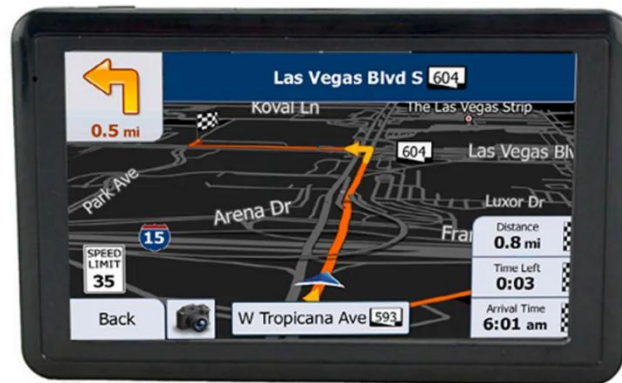 Las Vegas Blvd S 604
0.5 mi
Koval Ln
The Las Vegas Strip
604
Las Vegas Blv
Park Ave
Arena Dr
Luxor Dr
15
Fra
Distance
0.8 mi
SPEED
LIMIT
35
Time Left
0:03
Arrival Time
6:01 am
Back
W Tropicana Ave 593